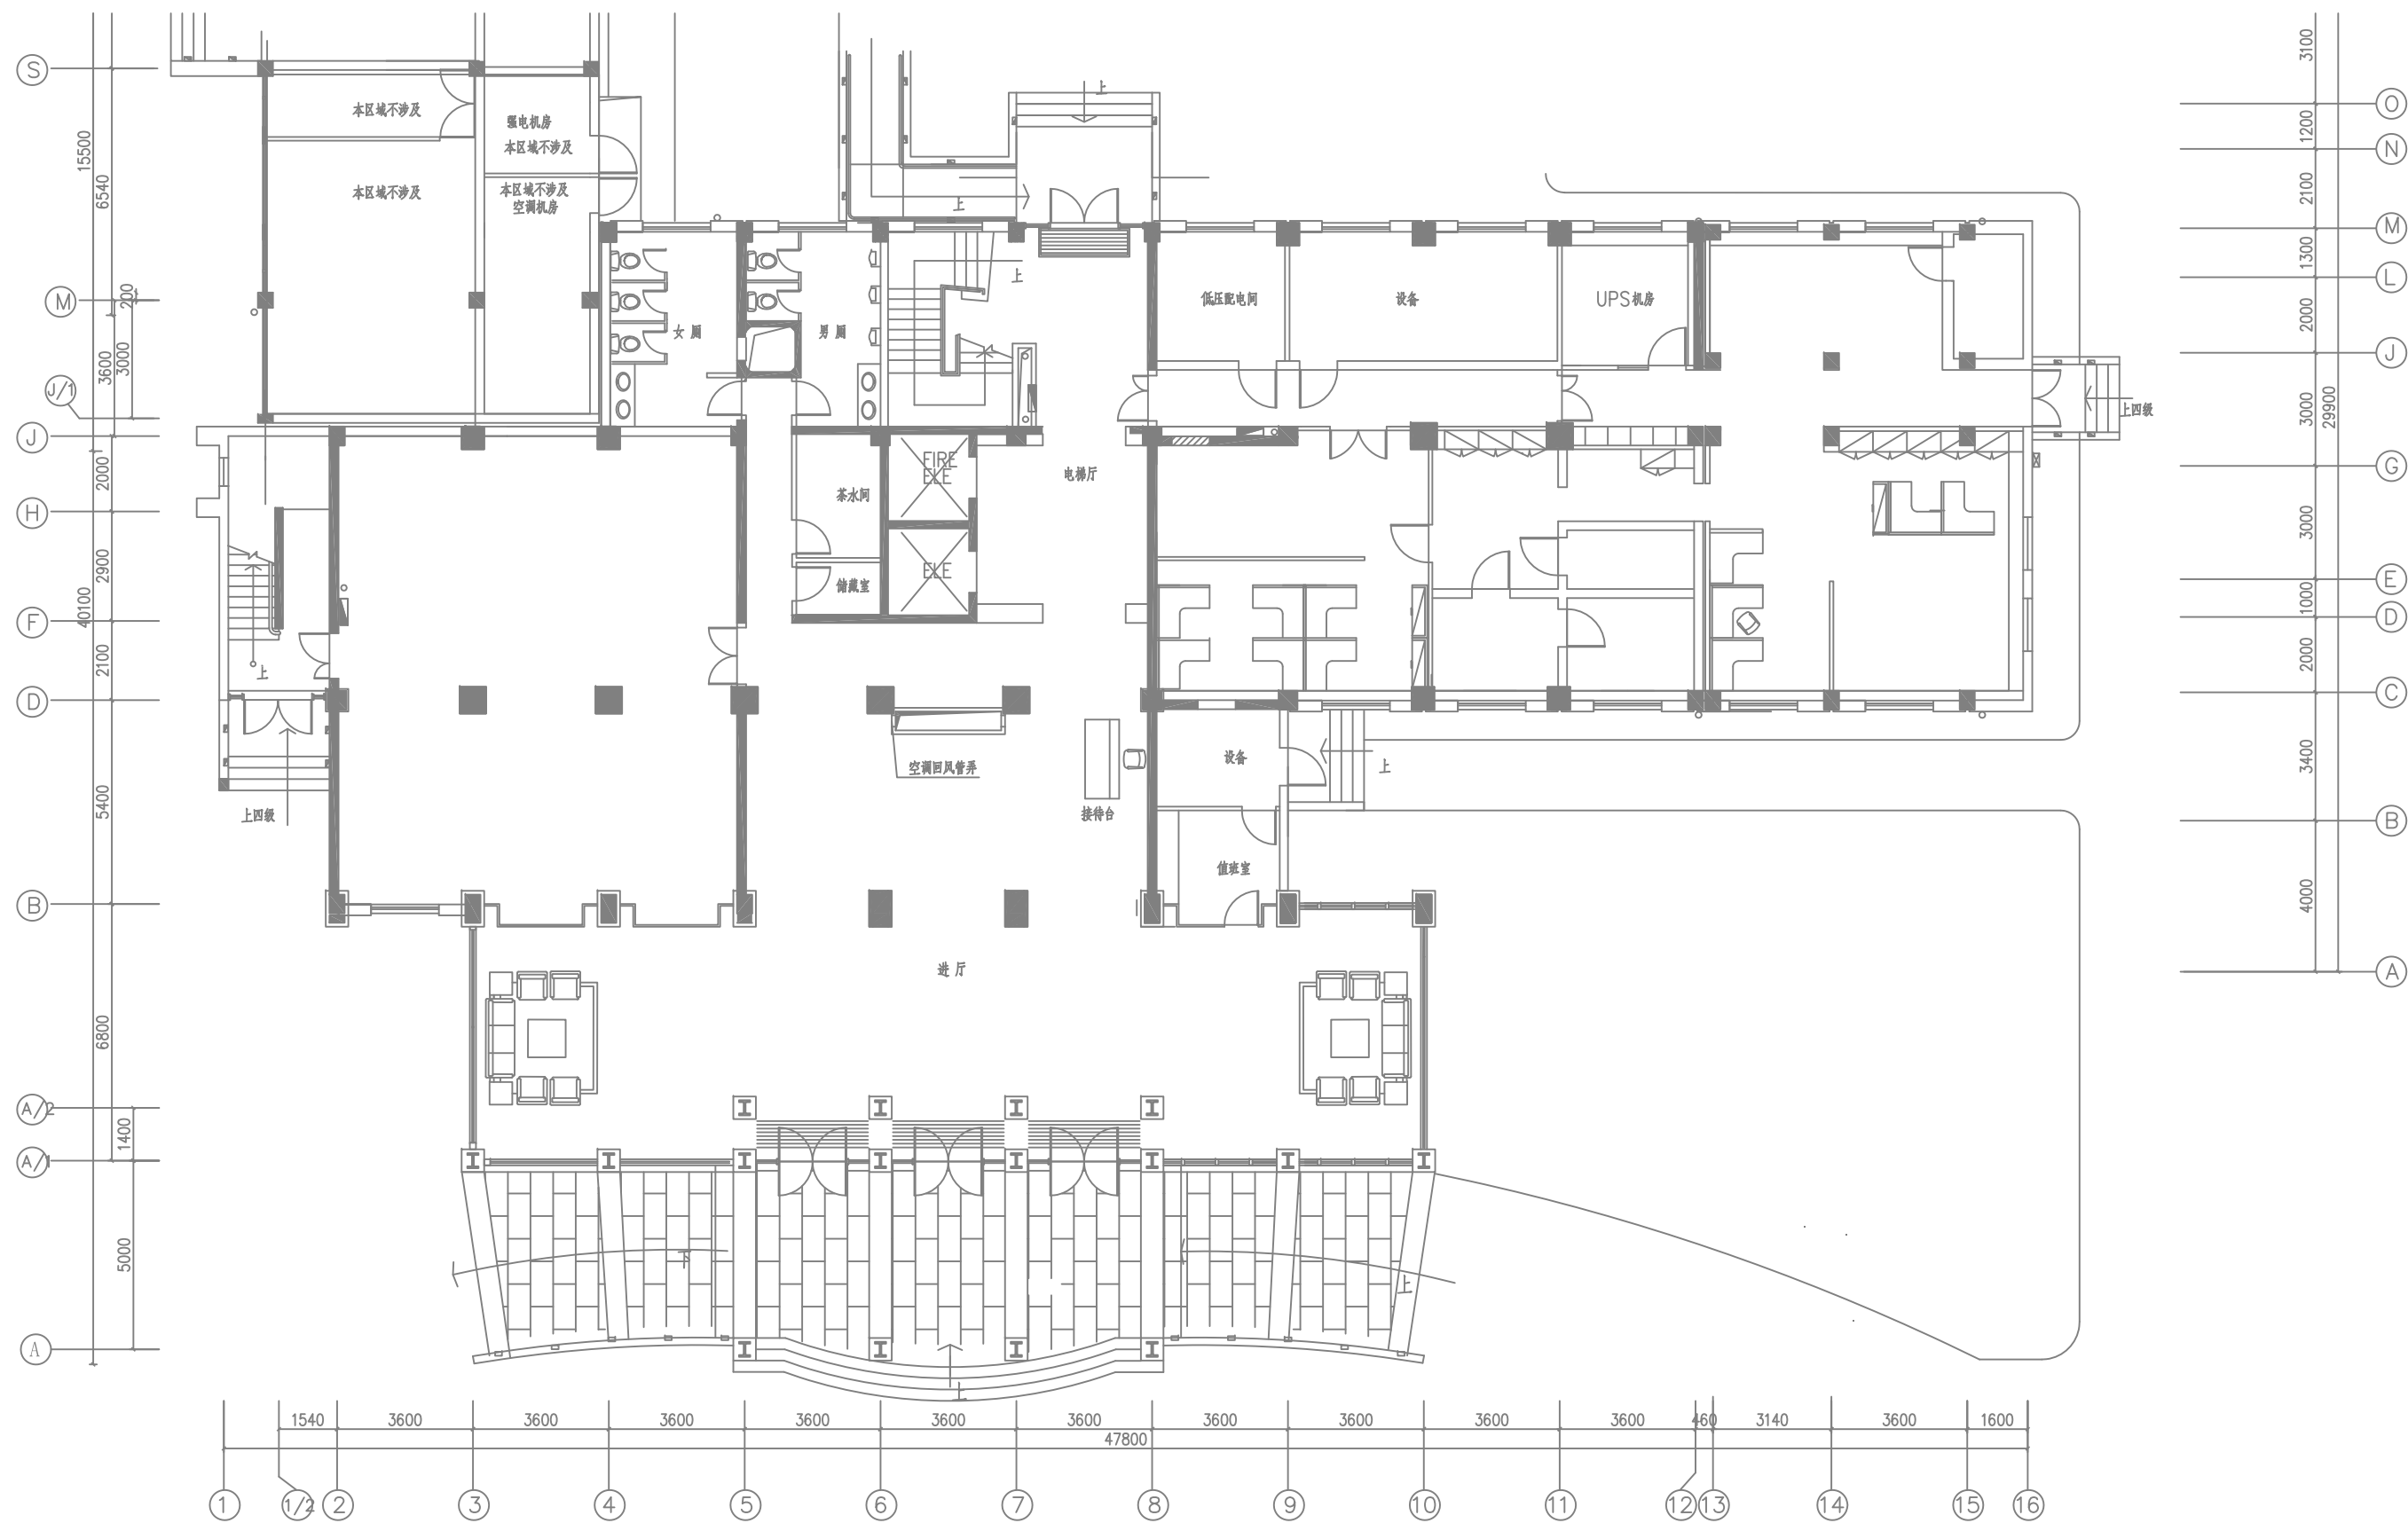 S
M
J/1
J
H
F
D
B
A/2
A/1
A
15500
6540
200
3600
3000
2000
2900
40100
2100
5400
6800
1400
5000
本区域不涉及
强电机房
本区域不涉及
本区域不涉及
本区域不涉及
空调机房
上
上
上
女 厕
男 厕
低压配电间
设备
UPS机房
上四级
电梯厅
FIRE
ELE
茶水间
ELE
储藏室
上
上四级
空调回风管弄
接待台
设备
上
值班室
进 厅
下
上
上
3100
1200
2100
1300
2000
3000
29900
3000
1000
2000
3400
4000
O
N
M
L
J
G
E
D
C
B
A
1540 3600 3600 3600 3600 3600 3600 3600 3600 3600 3600 460 3140 3600 1600
47800
1 1/2 2 3 4 5 6 7 8 9 10 11 12 13 14 15 16